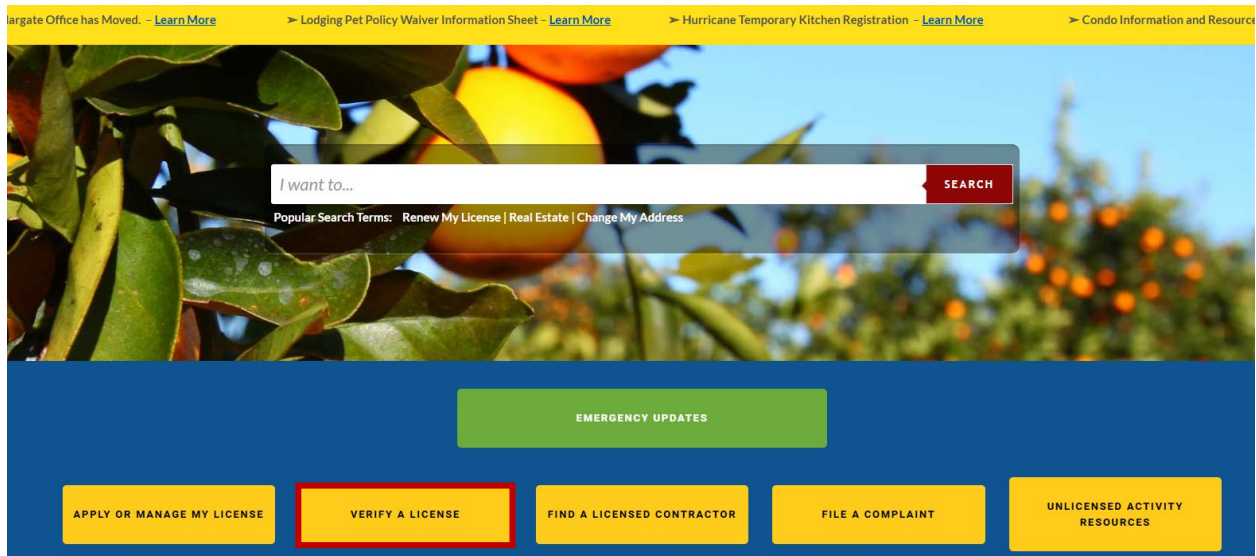 argate Office has Moved. – Learn More ➢ Lodging Pet Policy Waiver Information Sheet – Learn More ➢ Hurricane Temporary Kitchen Registration – Learn More ➢ Condo Information and Resource
I want to...
SEARCH
Popular Search Terms: Renew My License | Real Estate | Change My Address
EMERGENCY UPDATES
APPLY OR MANAGE MY LICENSE
VERIFY A LICENSE
FIND A LICENSED CONTRACTOR
FILE A COMPLAINT
UNLICENSED ACTIVITY
RESOURCES